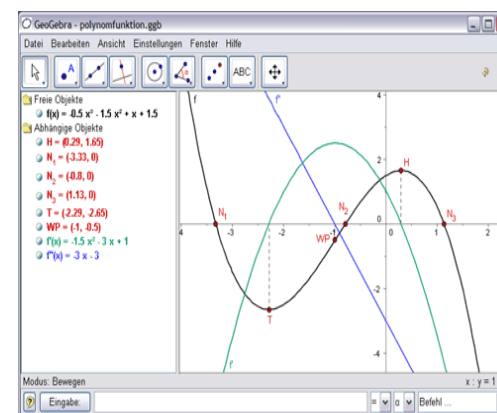 GeoGebra - polynomfunktion.ggb
Datei Bearbeiten Ansicht Einstellungen Fenster Hilfe
A ABC
Freie Objekte
f(x) = -0.5 x³ - 1.5 x² + x + 1.5
Abhängige Objekte
H = (0.29, 1.65)
N₁ = (-3.33, 0)
N₂ = (-0.8, 0)
N₃ = (1.13, 0)
T = (-2.29, -2.65)
WP = (-1, -0.5)
f'(x) = -1.5 x² - 3 x + 1
f''(x) = -3 x - 3
f f'' 4
2
H
N₁ N₂ N₃
4 -3 -2 -1 0 0 1 2
WP
-2
T
-4
f'
Modus: Bewegen x : y = 1
Eingabe: = α Befehl ...